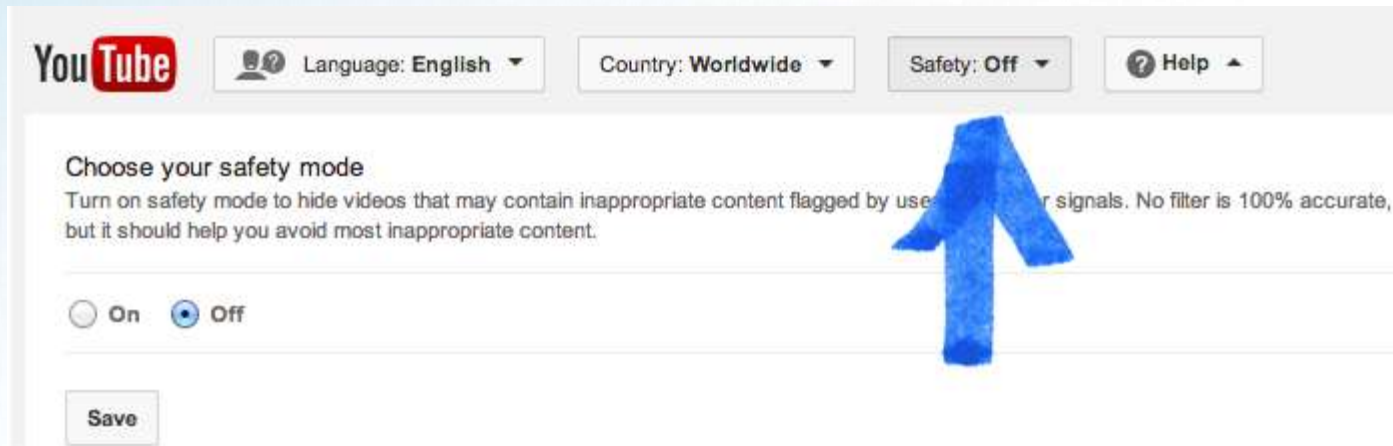 You Tube Language: English Country: Worldwide Safety: Off Help
Choose your safety mode
Turn on safety mode to hide videos that may contain inappropriate content flagged by signals. No filter is 100% accurate,
but it should help you avoid most inappropriate content.
On Off
Save